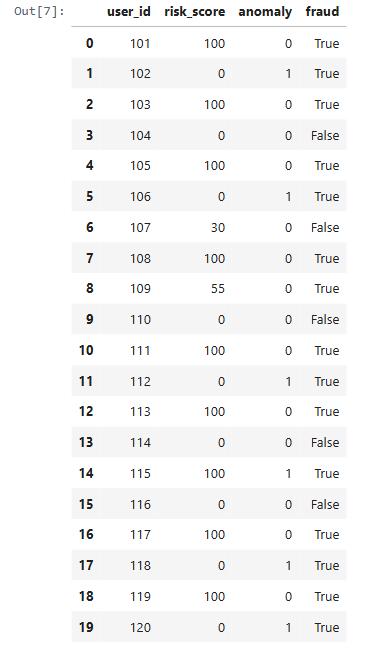 Out[7]: user_id risk_score anomaly fraud
0 101 100 0 True
1 102 0 1 True
2 103 100 0 True
3 104 0 0 False
4 105 100 0 True
5 106 0 1 True
6 107 30 0 False
7 108 100 0 True
8 109 55 0 True
9 110 0 0 False
10 111 100 0 True
11 112 0 1 True
12 113 100 0 True
13 114 0 0 False
14 115 100 1 True
15 116 0 0 False
16 117 100 0 True
17 118 0 1 True
18 119 100 0 True
19 120 0 1 True